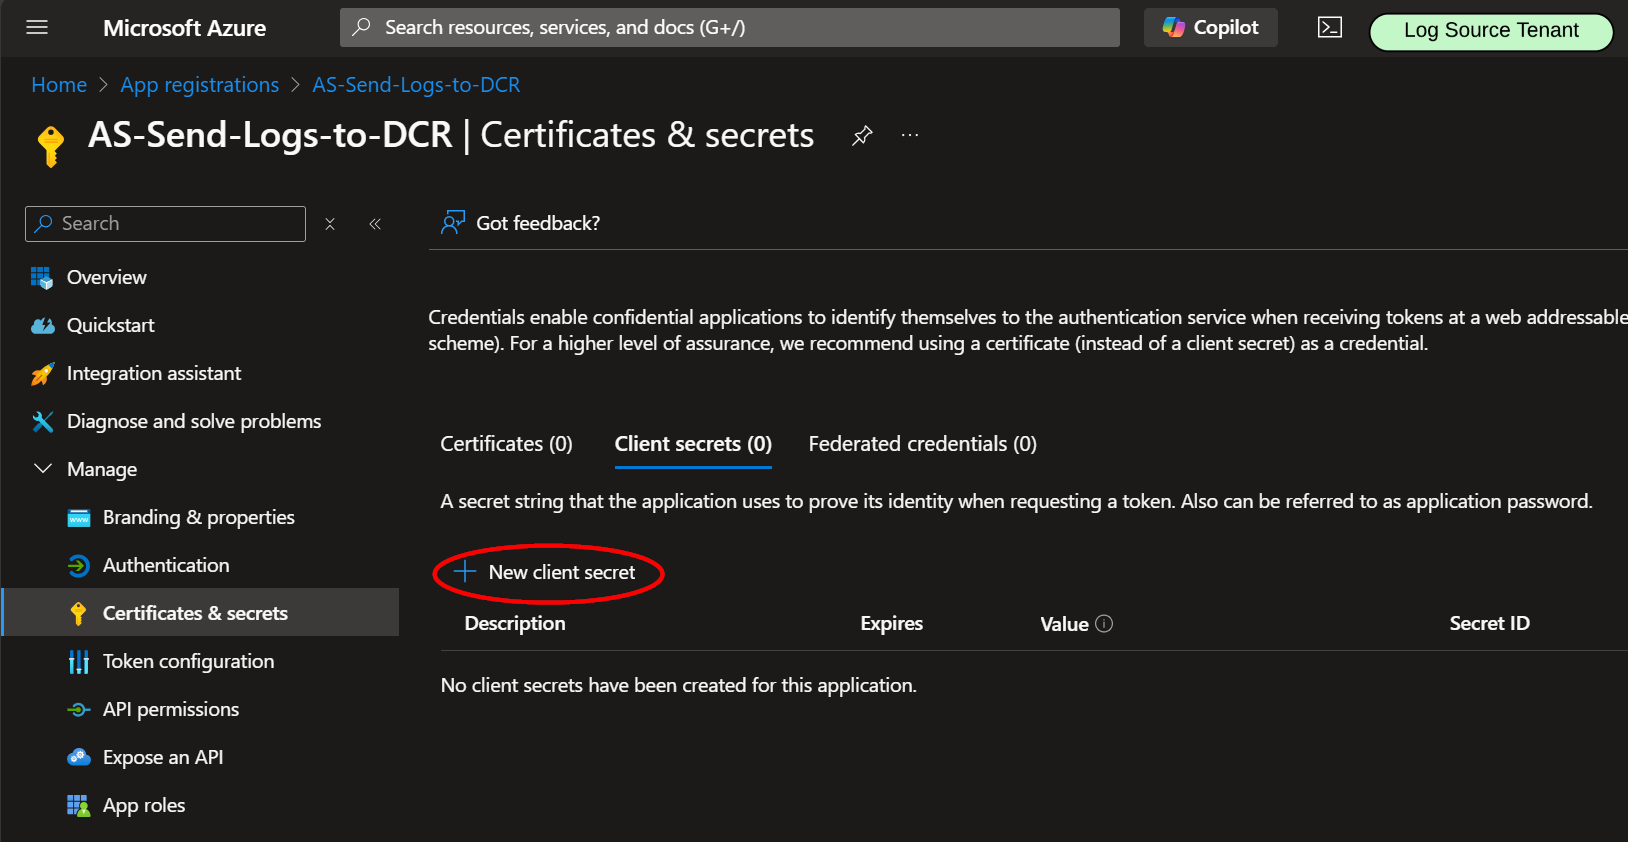 Microsoft Azure
Search resources, services, and docs (G+/)
Copilot
Log Source Tenant
Home > App registrations > AS-Send-Logs-to-DCR
AS-Send-Logs-to-DCR | Certificates & secrets
Search
Got feedback?
Overview
Quickstart
Integration assistant
Diagnose and solve problems
Manage
Branding & properties
Authentication
Certificates & secrets
Token configuration
API permissions
Expose an API
App roles
Credentials enable confidential applications to identify themselves to the authentication service when receiving tokens at a web addressable
scheme). For a higher level of assurance, we recommend using a certificate (instead of a client secret) as a credential.
Certificates (0) Client secrets (0) Federated credentials (0)
A secret string that the application uses to prove its identity when requesting a token. Also can be referred to as application password.
New client secret
Description Expires Value Secret ID
No client secrets have been created for this application.